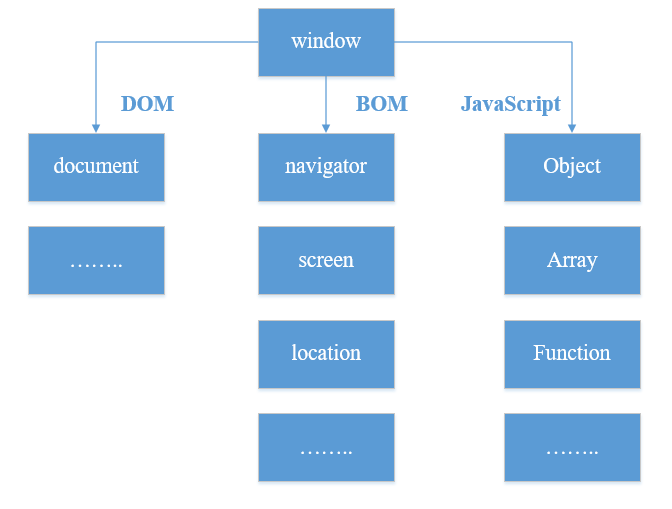 window
DOM
BOM
JavaScript
document
navigator
Object
……..
screen
Array
location
Function
……..
……..